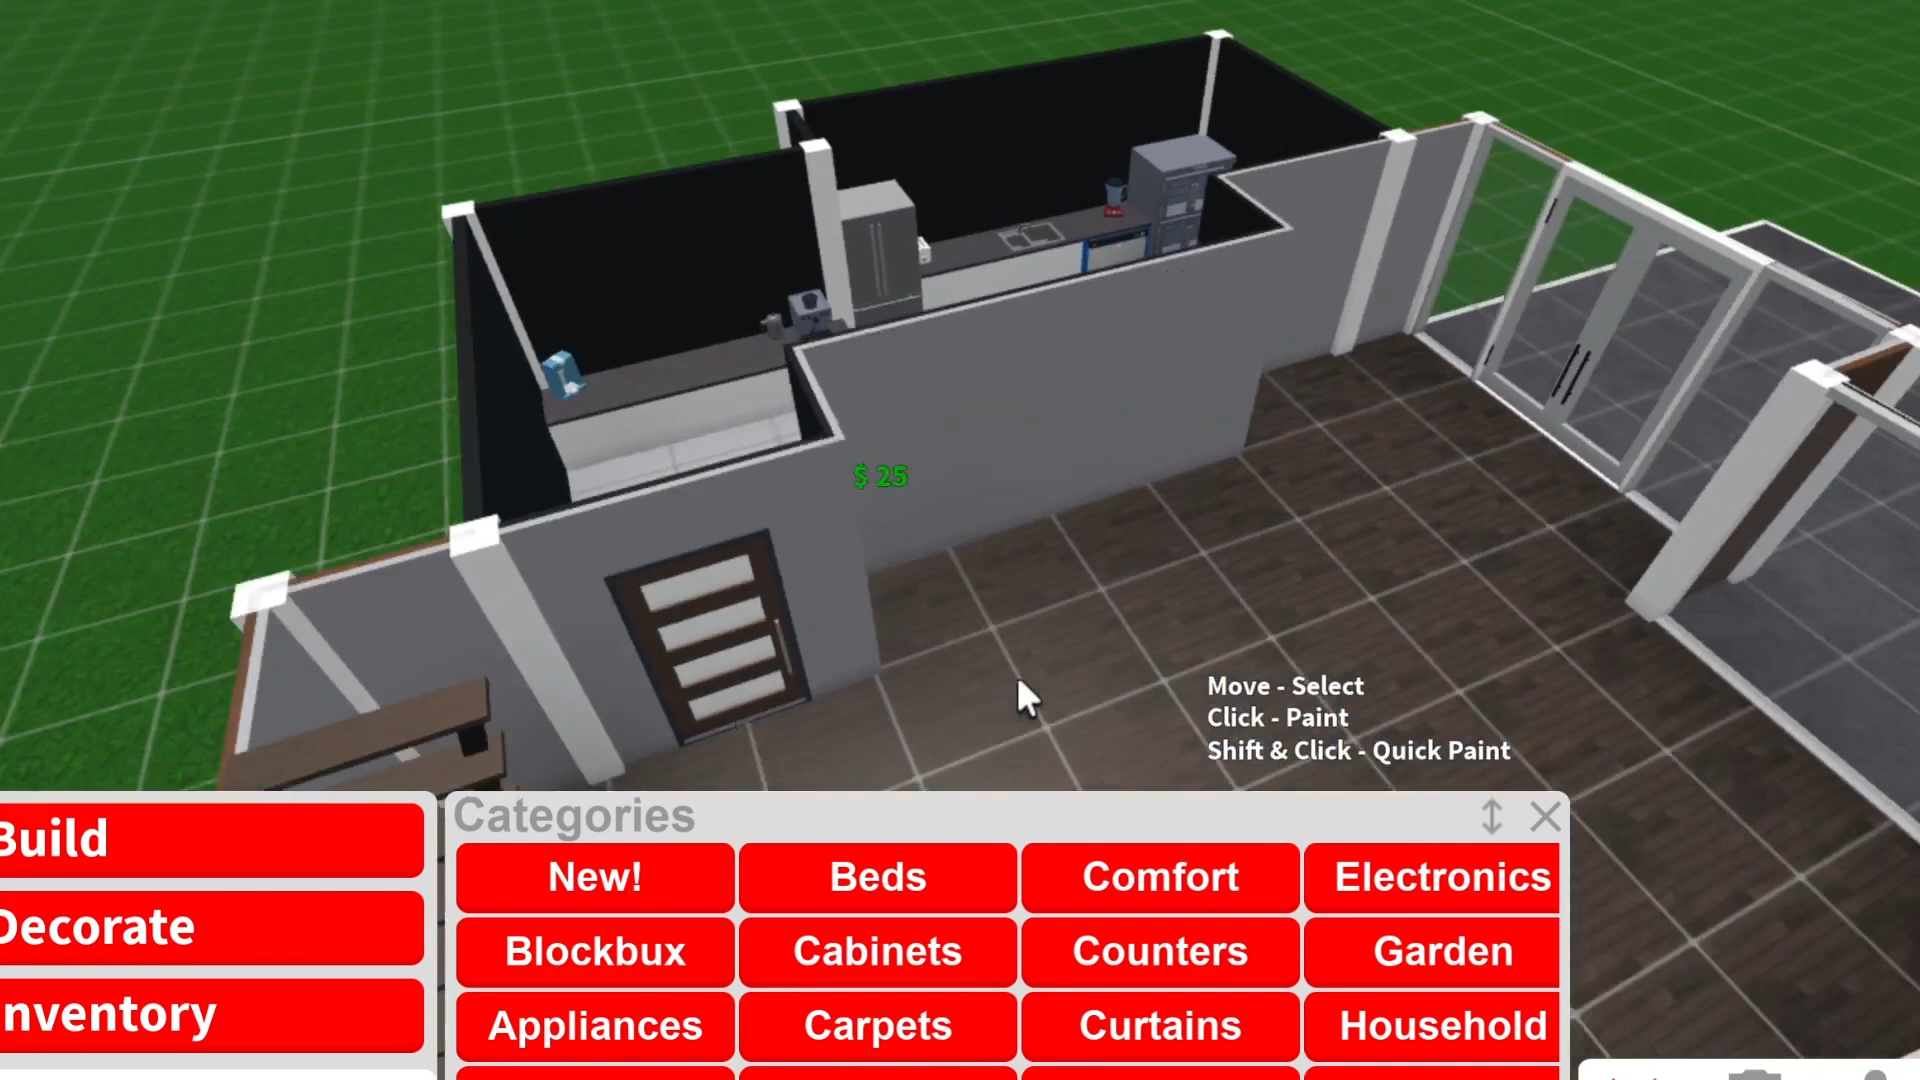 $ 25
Move - Select
Click - Paint
Shift & Click - Quick Paint
Build
Decorate
Inventory
Categories
New!
Beds
Comfort
Electronics
Blockbux
Cabinets
Counters
Garden
Appliances
Carpets
Curtains
Household